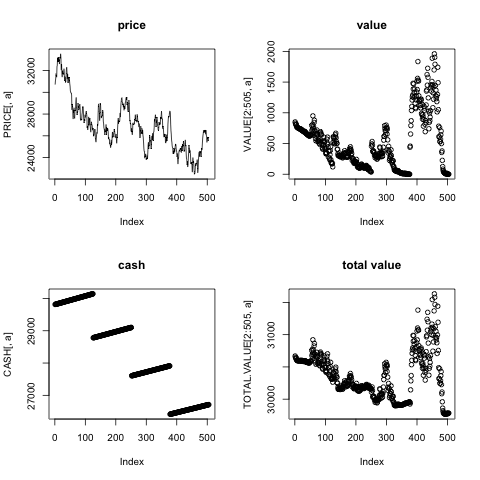 price
PRICE[, a]
24000 28000 32000
0 100 200 300 400 500
Index
value
VALUE[2:505, a]
0 500 1000 1500 2000
0 100 200 300 400 500
Index
cash
CASH[, a]
27000 29000
0 100 200 300 400 500
Index
total value
TOTAL.VALUE[2:505, a]
30000 31000
0 100 200 300 400 500
Index